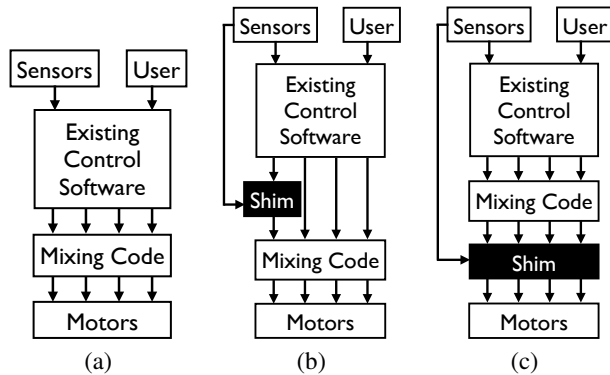 Sensors
User
Existing
Control
Software
Mixing Code
Motors
(a)
Sensors
User
Existing
Control
Software
Shim
Mixing Code
Motors
(b)
Sensors
User
Existing
Control
Software
Mixing Code
Shim
Motors
(c)